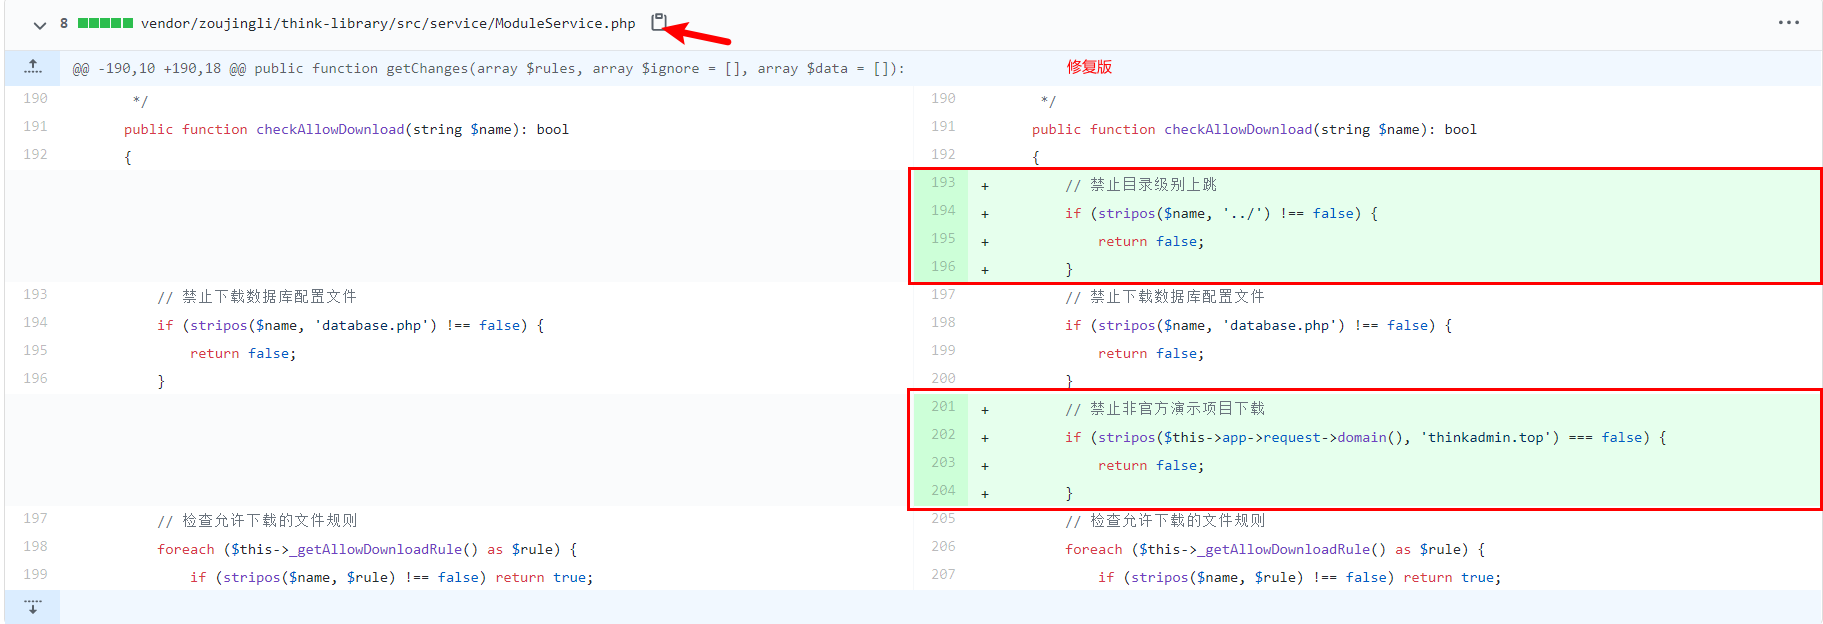 8 vendor/zoujingli/think-library/src/service/ModuleService.php
@@ -190,10 +190,18 @@ public function getChanges(array $rules, array $ignore = [], array $data = []):
修复版
190 */
191 public function checkAllowDownload(string $name): bool
192 {
193 // 禁止下载数据库配置文件
194 if (stripos($name, 'database.php') !== false) {
195 return false;
196 }
197 // 检查允许下载的文件规则
198 foreach ($this->_getAllowDownloadRule() as $rule) {
199 if (stripos($name, $rule) !== false) return true;
190 */
191 public function checkAllowDownload(string $name): bool
192 {
193 + // 禁止目录级别上跳
194 + if (stripos($name, '../') !== false) {
195 + return false;
196 + }
197 // 禁止下载数据库配置文件
198 if (stripos($name, 'database.php') !== false) {
199 return false;
200 }
201 + // 禁止非官方演示项目下载
202 + if (stripos($this->app->request->domain(), 'thinkadmin.top') === false) {
203 + return false;
204 + }
205 // 检查允许下载的文件规则
206 foreach ($this->_getAllowDownloadRule() as $rule) {
207 if (stripos($name, $rule) !== false) return true;